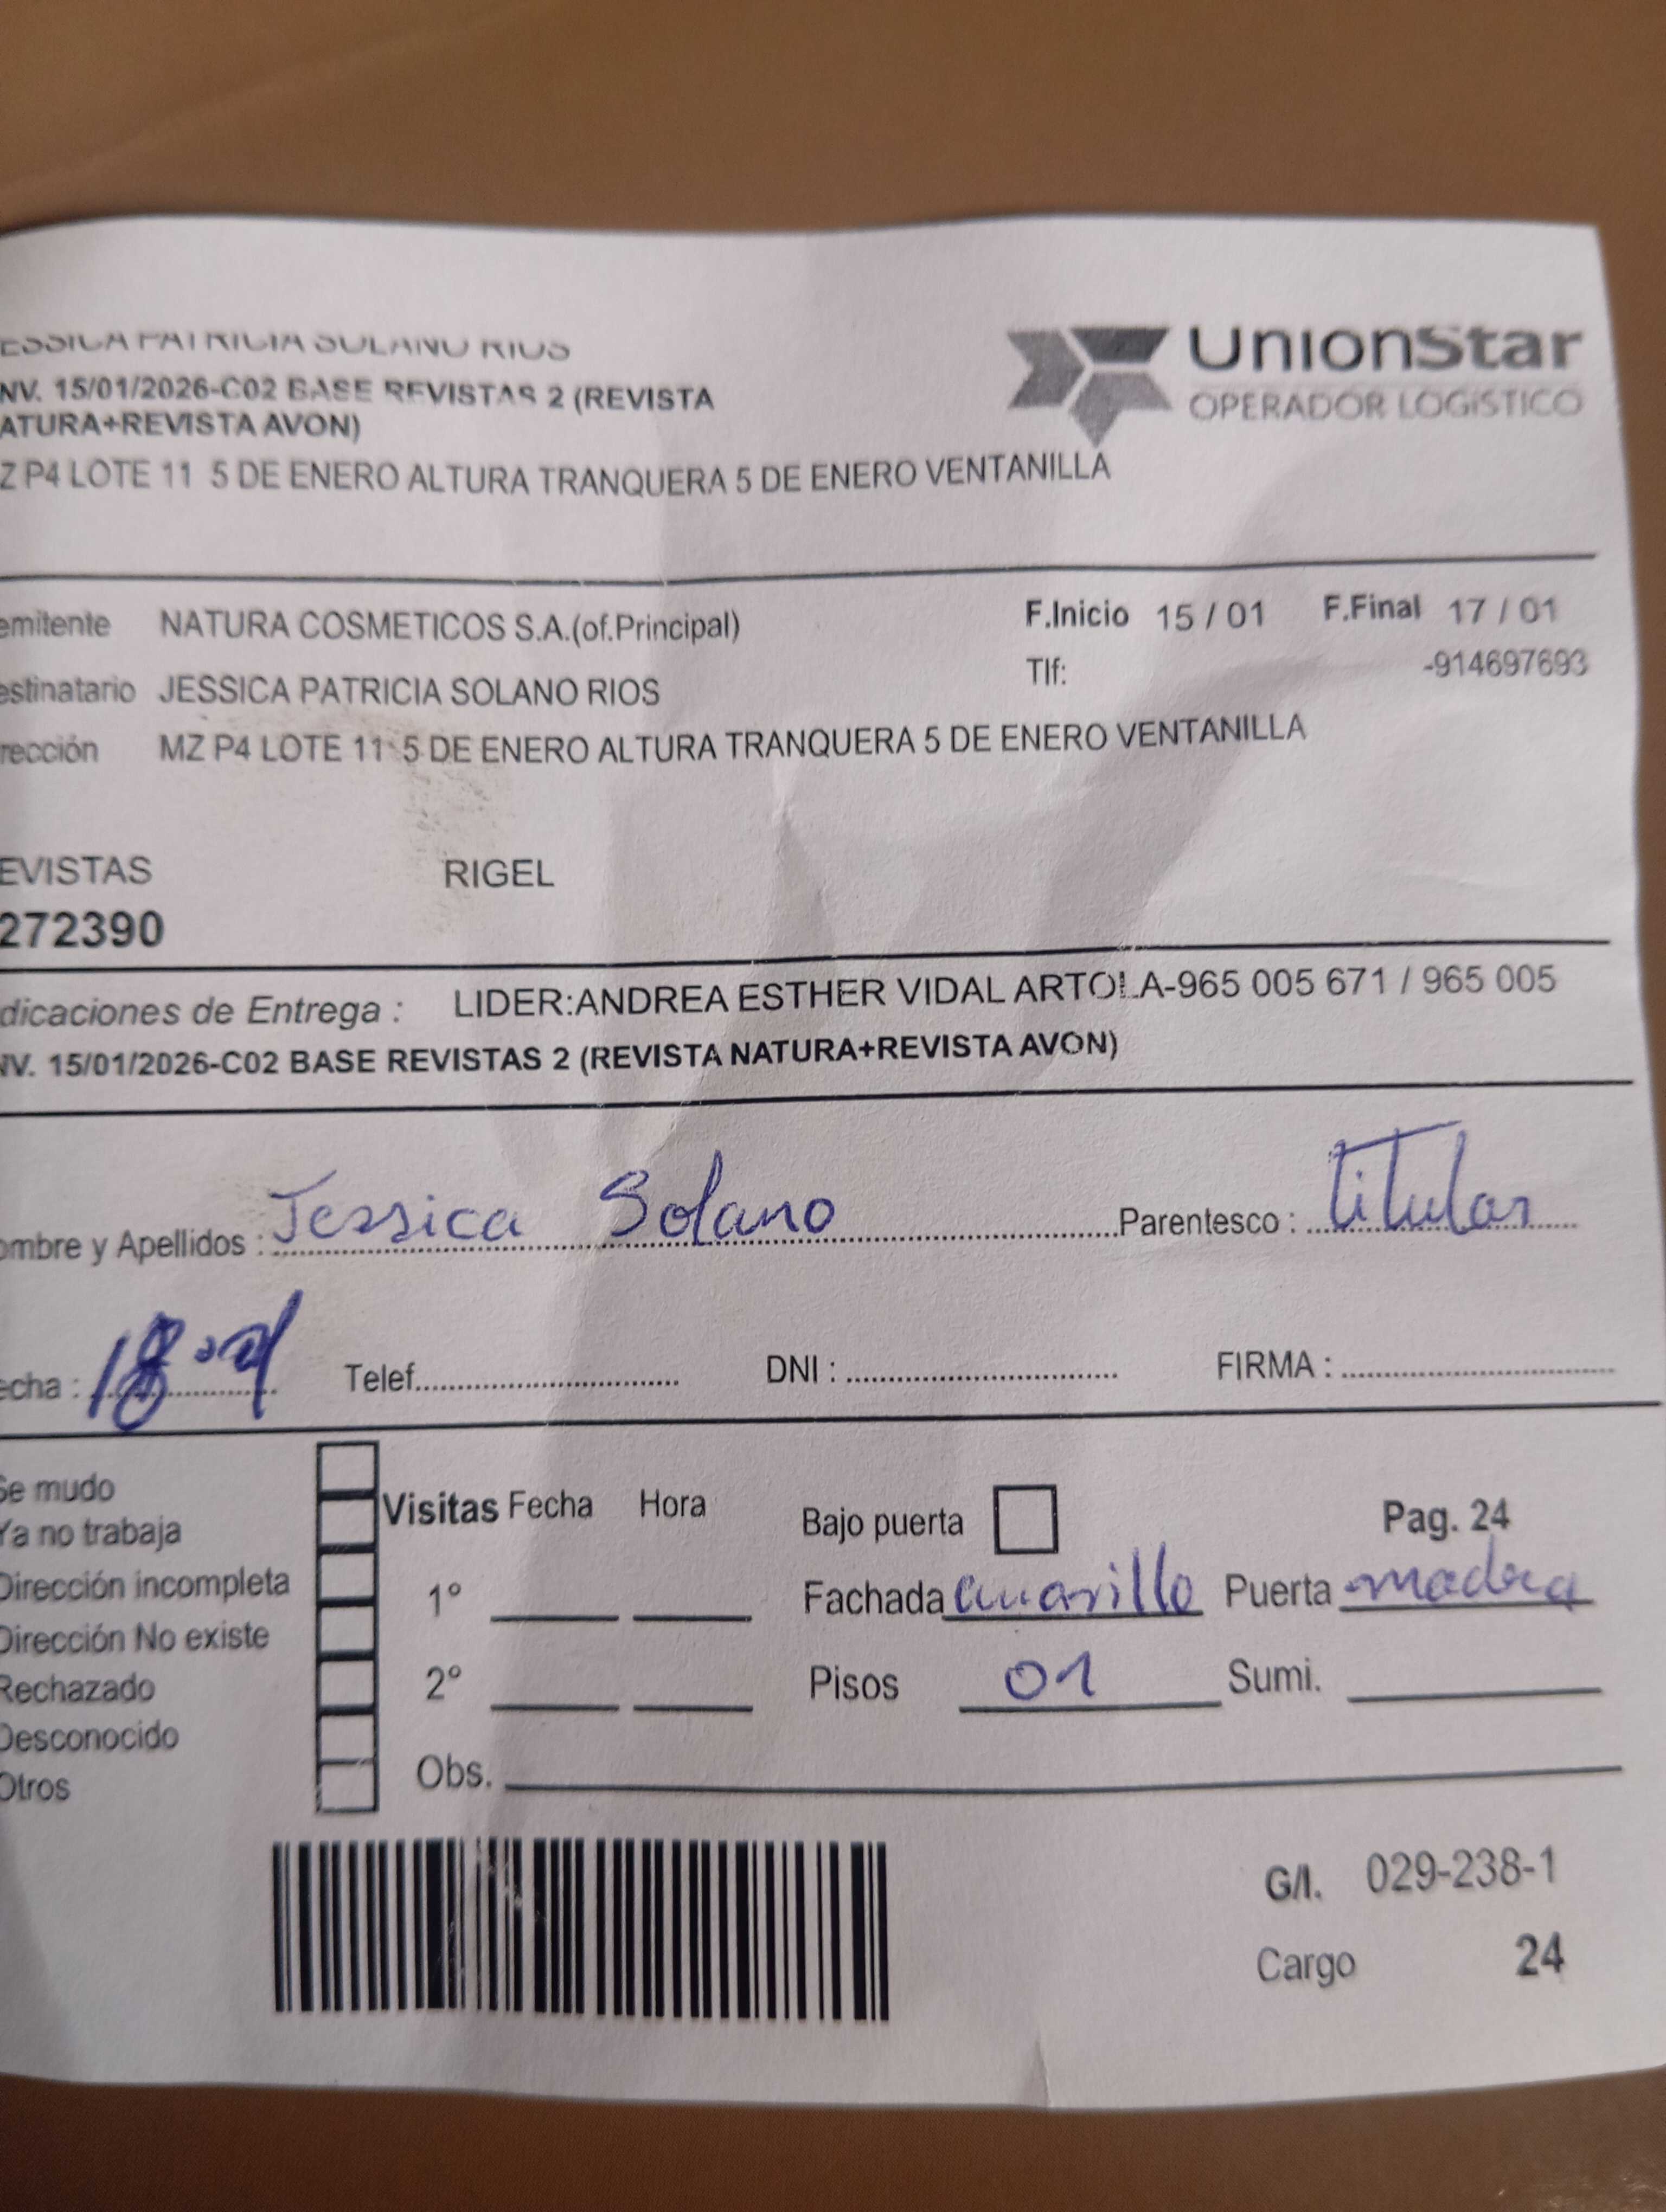 ESSICA PATRICIA SOLANO RIOS
UnionStar
OPERADOR LOGÍSTICO
NV. 15/01/2026-C02 BASE REVISTAS 2 (REVISTA
ATURA+REVISTA AVON)
Z P4 LOTE 11 5 DE ENERO ALTURA TRANQUERA 5 DE ENERO VENTANILLA
emitente NATURA COSMETICOS S.A.(of.Principal) F.Inicio 15 / 01 F.Final 17 / 01
Tlf: -914697693
estinatario JESSICA PATRICIA SOLANO RIOS
rección MZ P4 LOTE 11 5 DE ENERO ALTURA TRANQUERA 5 DE ENERO VENTANILLA
EVISTAS RIGEL
272390
dicaciones de Entrega : LIDER:ANDREA ESTHER VIDAL ARTOLA-965 005 671 / 965 005
NV. 15/01/2026-C02 BASE REVISTAS 2 (REVISTA NATURA+REVISTA AVON)
ombre y Apellidos : Jessica Solano Parentesco : titular
echa : Telef. DNI : FIRMA :
Se mudo
Ya no trabaja
Dirección incompleta
Dirección No existe
Rechazado
Desconocido
Otros
Visitas Fecha Hora
1°
2°
Obs.
Bajo puerta Pag. 24
Fachada amarillo Puerta madera
Pisos 01 Sumi.
G/I. 029-238-1
Cargo 24